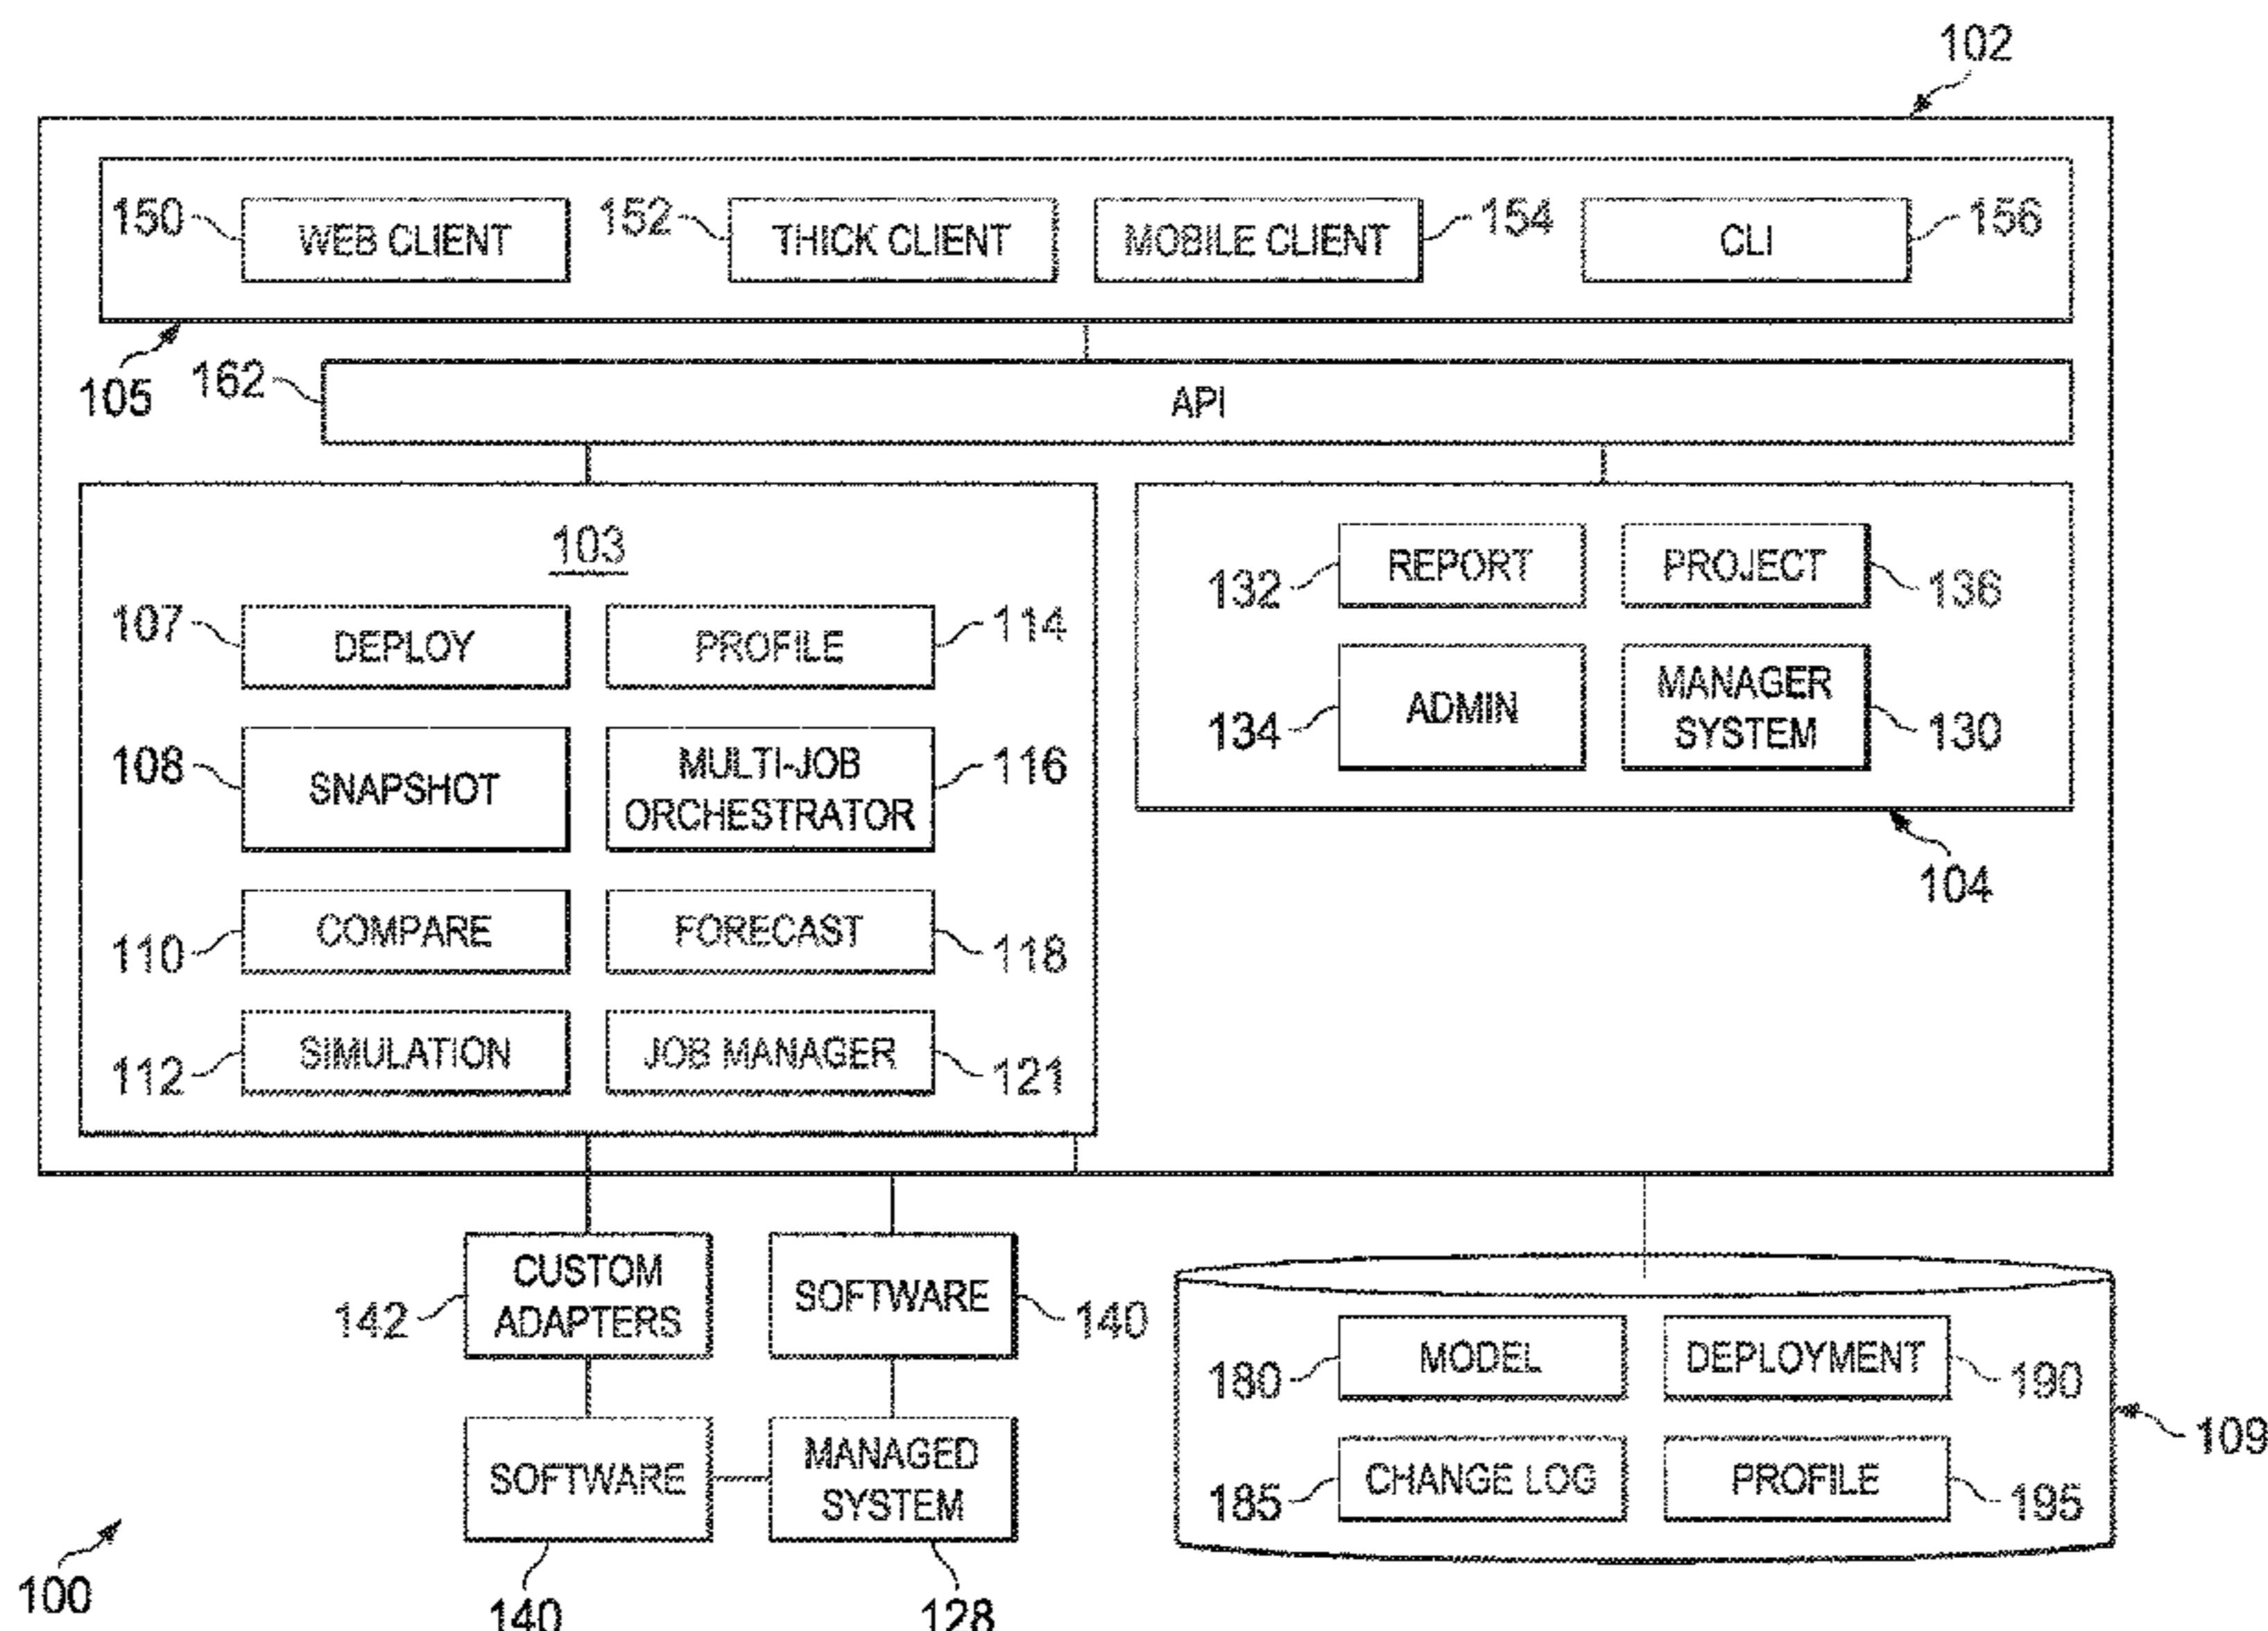 102
150
WEB CLIENT
152
THICK CLIENT
MOBILE CLIENT
154
CLI
156
105
162
API
103
107
DEPLOY
PROFILE
114
108
SNAPSHOT
MULTI-JOB
ORCHESTRATOR
116
110
COMPARE
FORECAST
118
112
SIMULATION
JOB MANAGER
121
132
REPORT
PROJECT
136
134
ADMIN
MANAGER
SYSTEM
130
104
142
CUSTOM
ADAPTERS
SOFTWARE
140
SOFTWARE
140
MANAGED
SYSTEM
128
180
MODEL
DEPLOYMENT
190
185
CHANGE LOG
PROFILE
195
109
100